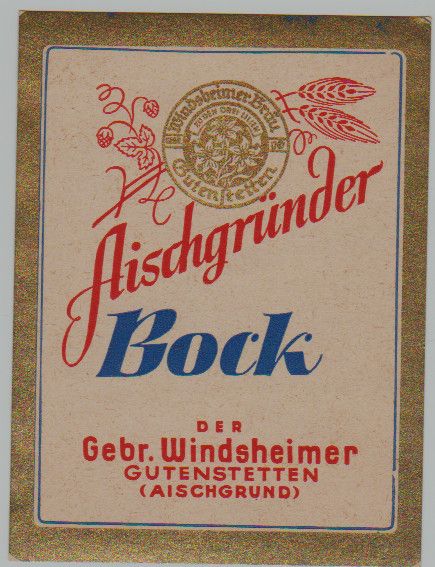 Windsheimer Bräu
Gutenstetten
Aischgründer
Bock
DER
Gebr. Windsheimer
GUTENSTETTEN
(AISCHGRUND)